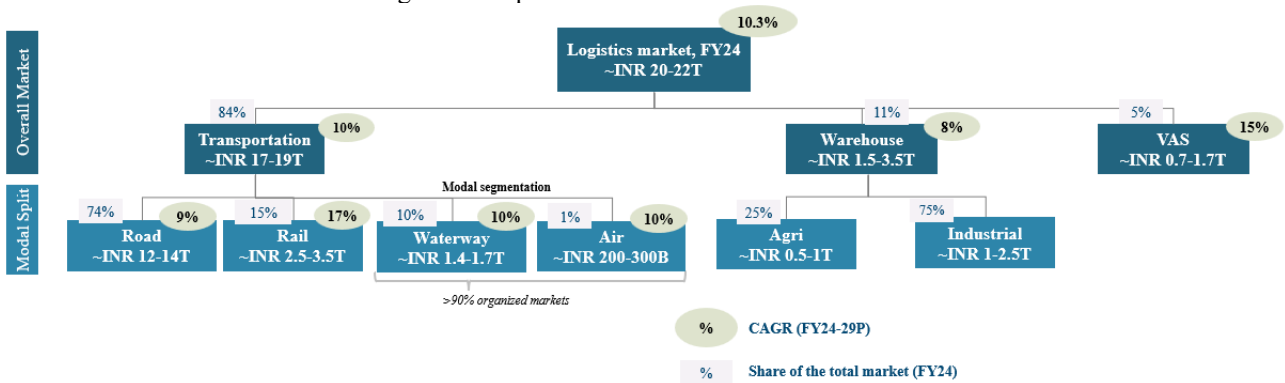 10.3%
Logistics market, FY24
~INR 20-22T
Overall Market
84%
10%
Transportation
~INR 17-19T
11%
8%
Warehouse
~INR 1.5-3.5T
5%
15%
VAS
~INR 0.7-1.7T
Modal segmentation
Modal Split
74%
9%
Road
~INR 12-14T
15%
17%
Rail
~INR 2.5-3.5T
10%
10%
Waterway
~INR 1.4-1.7T
1%
10%
Air
~INR 200-300B
25%
Agri
~INR 0.5-1T
75%
Industrial
~INR 1-2.5T
>90% organized markets
% CAGR (FY24-29P)
% Share of the total market (FY24)